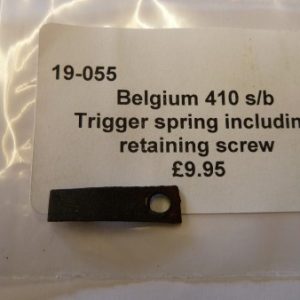 19-055
Belgium 410 s/b
Trigger spring includin
retaining screw
£9.95